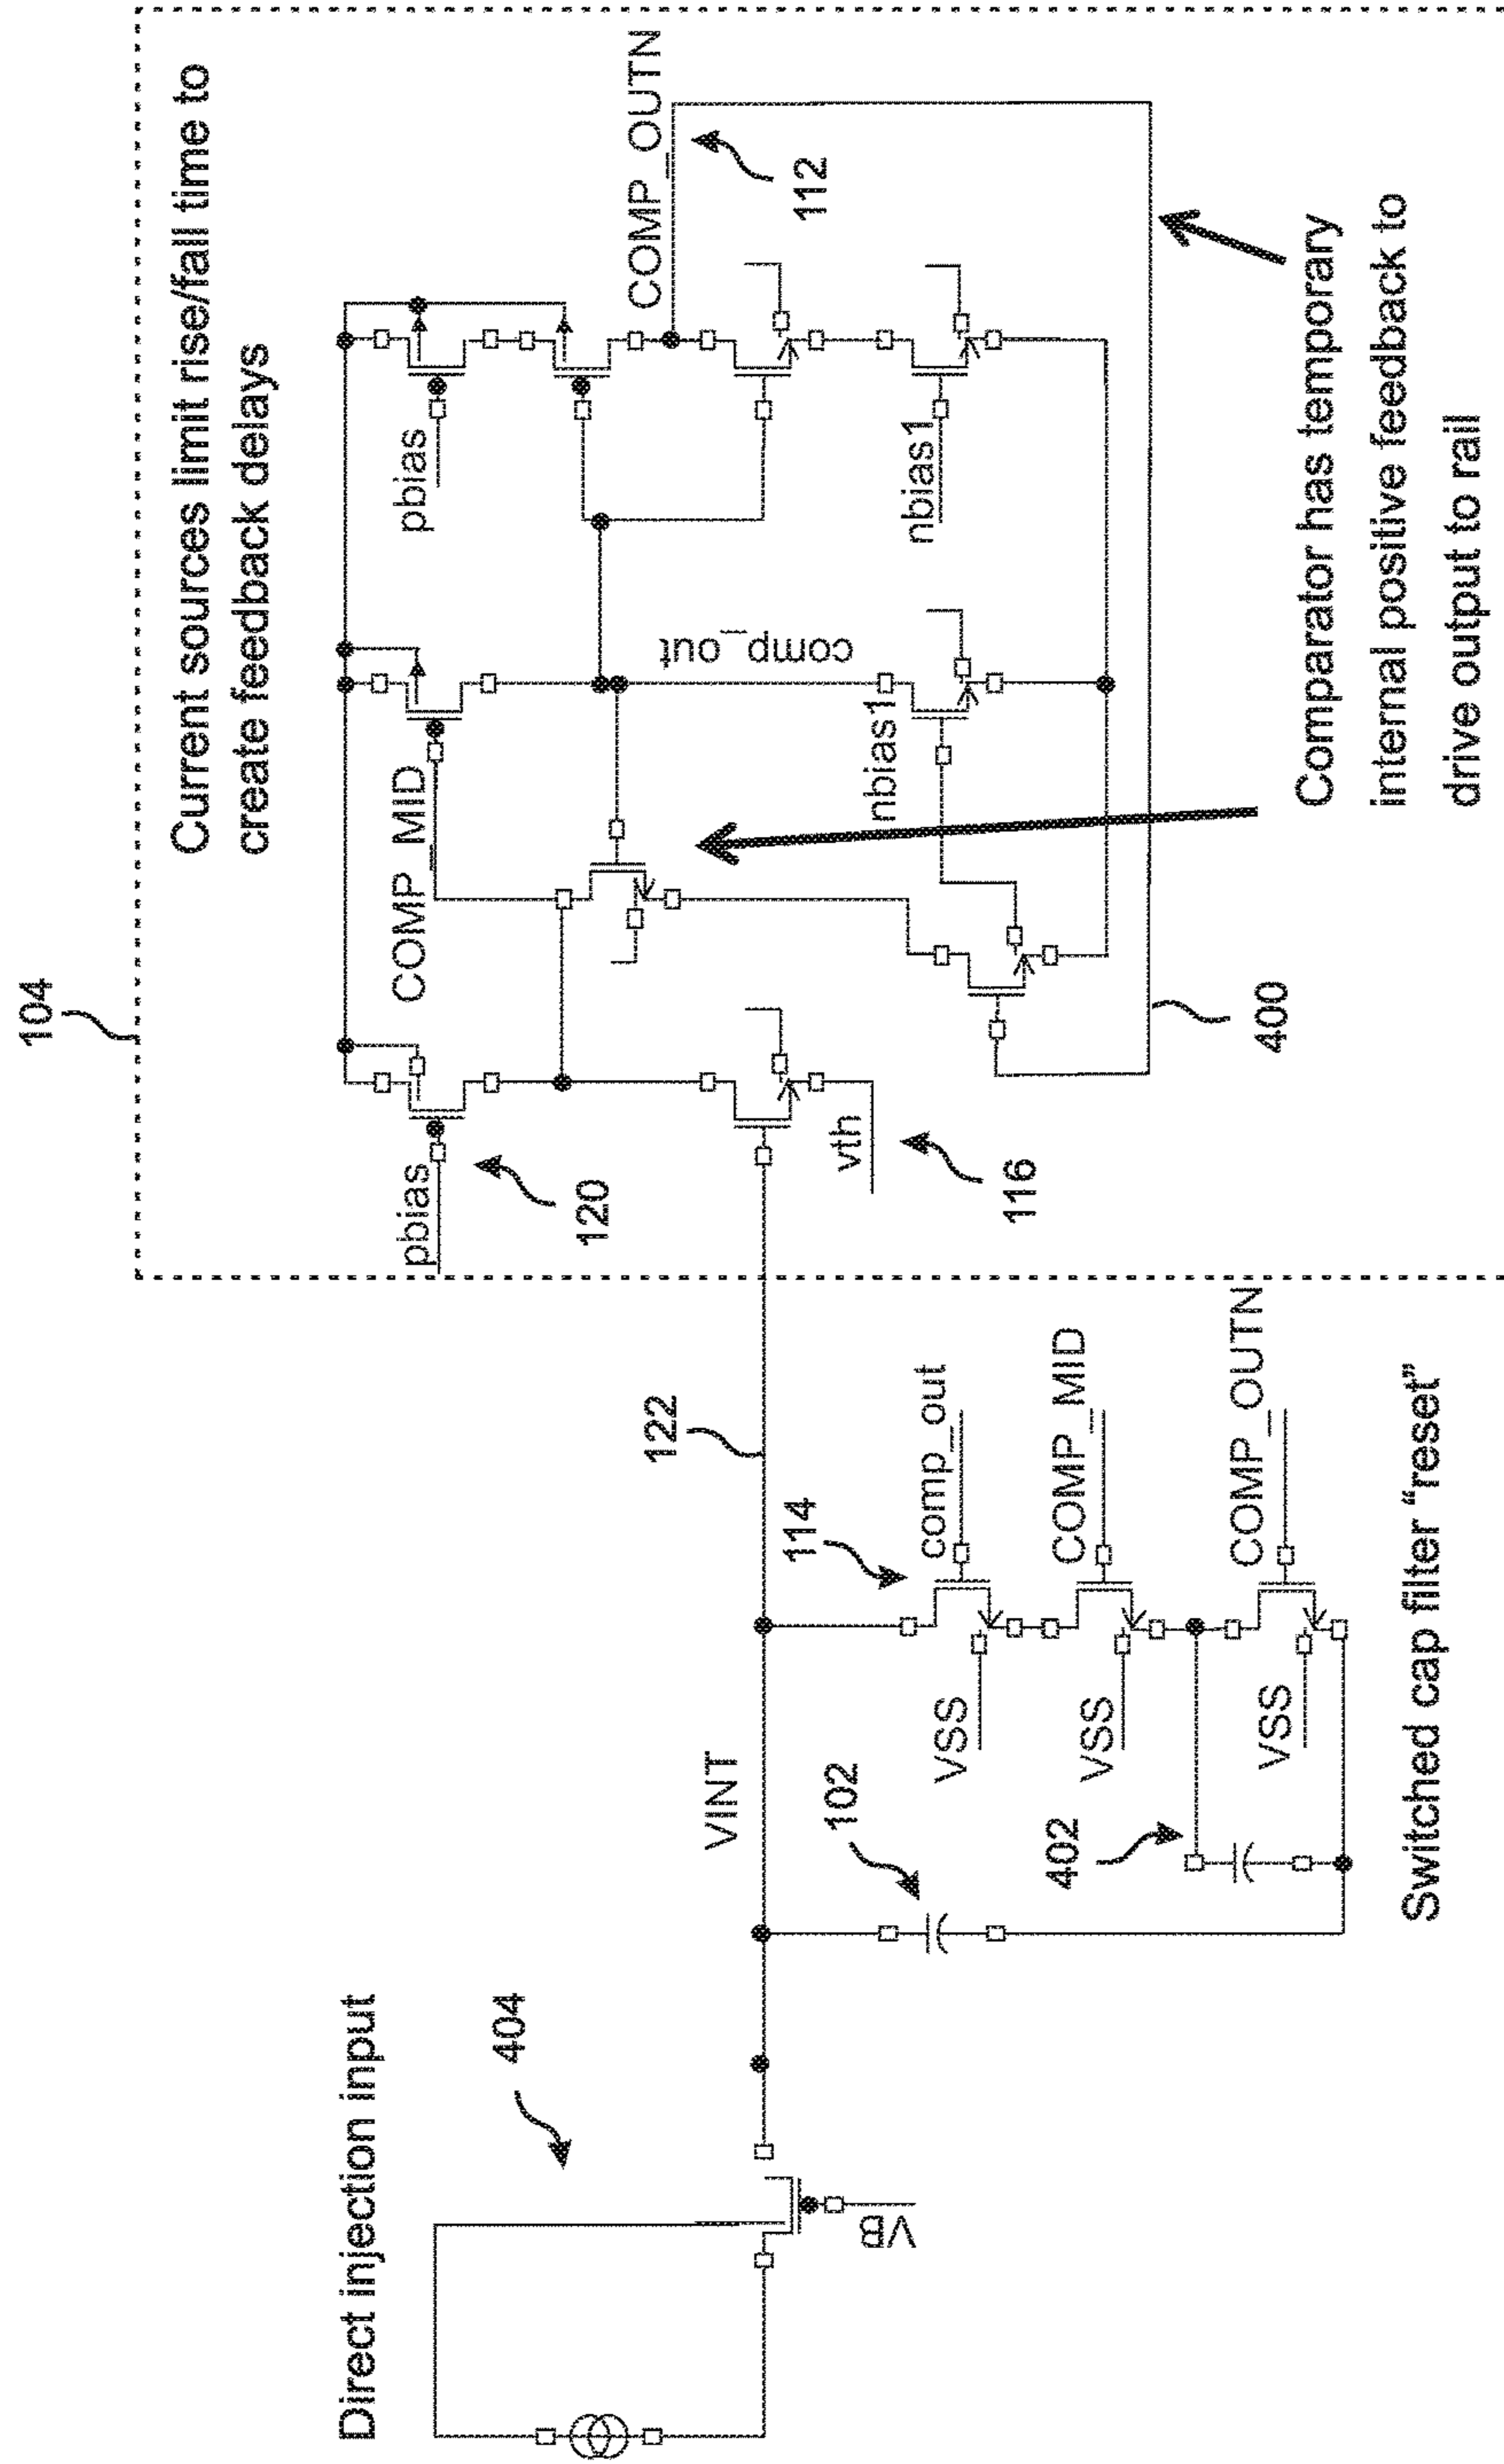 104
Current sources limit rise/fall time to
create feedback delays
pbias
120
COMP_MID
pbias
COMP_OUTN
112
comp_out
vth
116
nbias1
nbias1
400
Comparator has temporary
internal positive feedback to
drive output to rail
Direct injection input
404
VB
VINT
122
102
114
comp_out
VSS
COMP_MID
VSS
402
COMP_OUTN
VSS
Switched cap filter “reset”